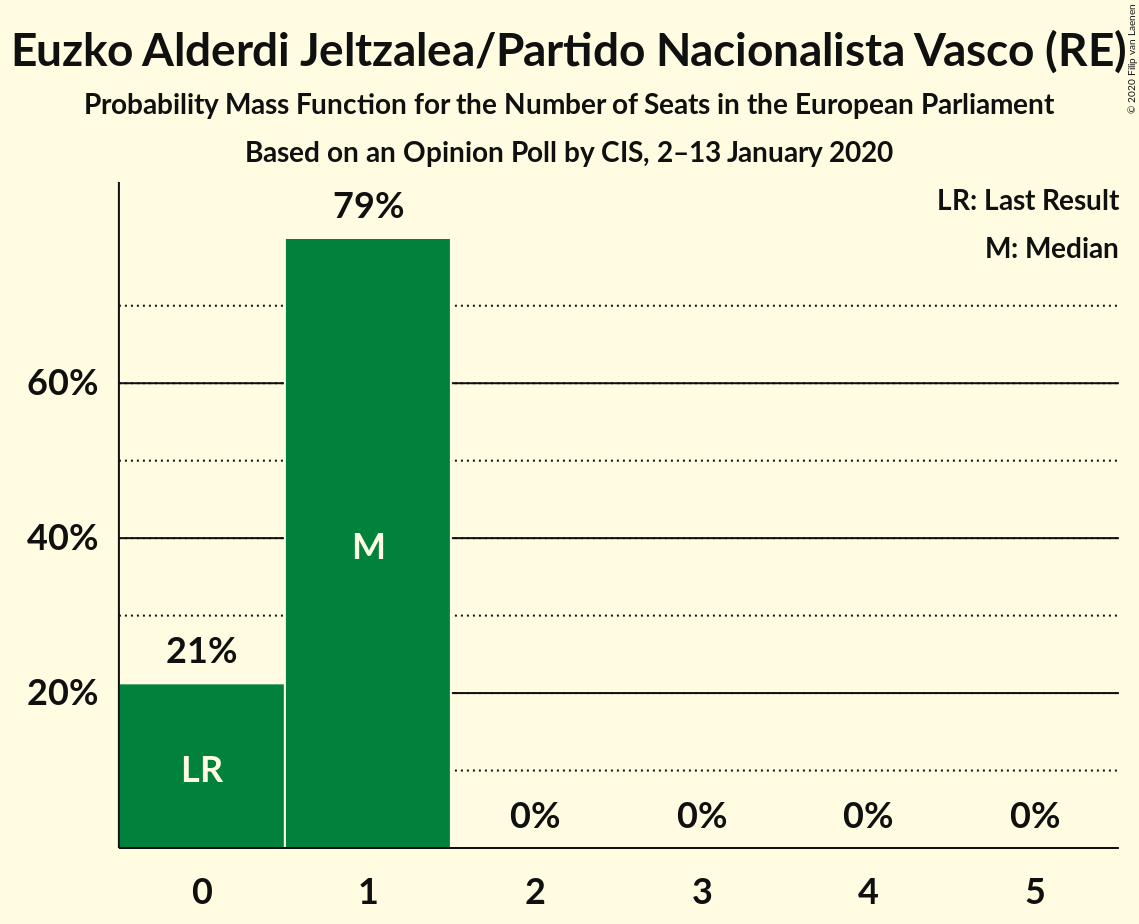 Euzko Alderdi Jeltzalea/Partido Nacionalista Vasco (RE)
© 2020 Filip van Laenen
Probability Mass Function for the Number of Seats in the European Parliament
Based on an Opinion Poll by CIS, 2–13 January 2020
LR: Last Result
M: Median
79%
60%
40%
20%
21%
M
LR
0%
0%
0%
0%
0
1
2
3
4
5